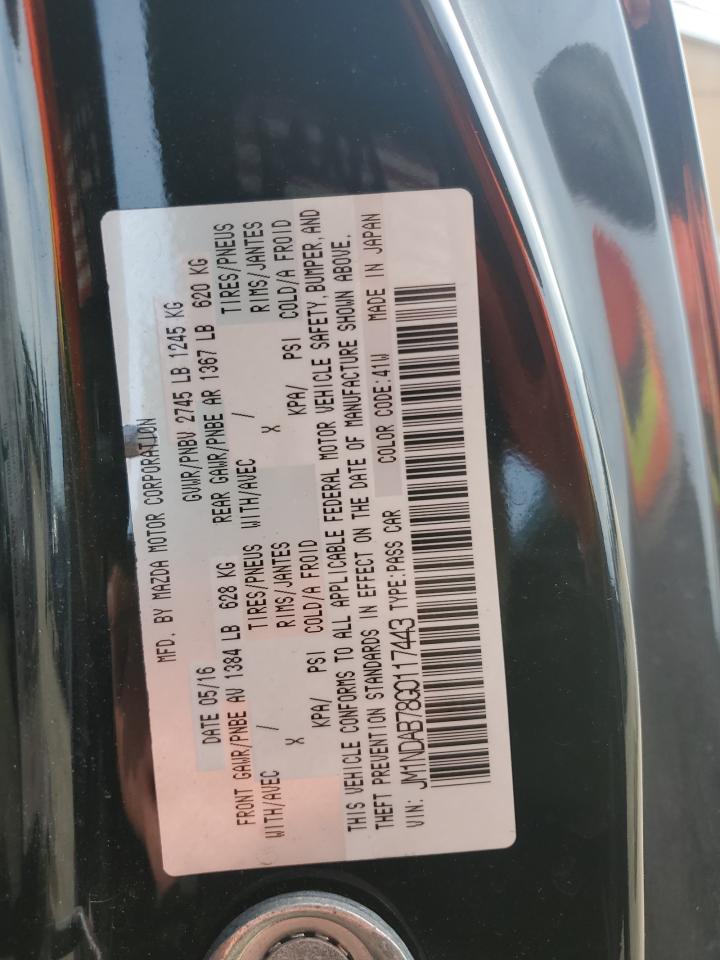 MFD. BY MAZDA MOTOR CORPORATION
DATE 05/16 GVWR/PNBV 2745 LB 1245 KG
FRONT GAWR/PNBE AV 1384 LB 628 KG REAR GAWR/PNBE AR 1367 LB 620 KG
WITH/AVEC / TIRES/PNEUS WITH/AVEC / TIRES/PNEUS
X RIMS/JANTES X RIMS/JANTES
KPA/ PSI COLD/A FROID KPA/ PSI COLD/A FROID
THIS VEHICLE CONFORMS TO ALL APPLICABLE FEDERAL MOTOR VEHICLE SAFETY, BUMPER, AND
THEFT PREVENTION STANDARDS IN EFFECT ON THE DATE OF MANUFACTURE SHOWN ABOVE.
VIN: JM1NDAB78G0117443 TYPE:PASS CAR COLOR CODE:41W MADE IN JAPAN